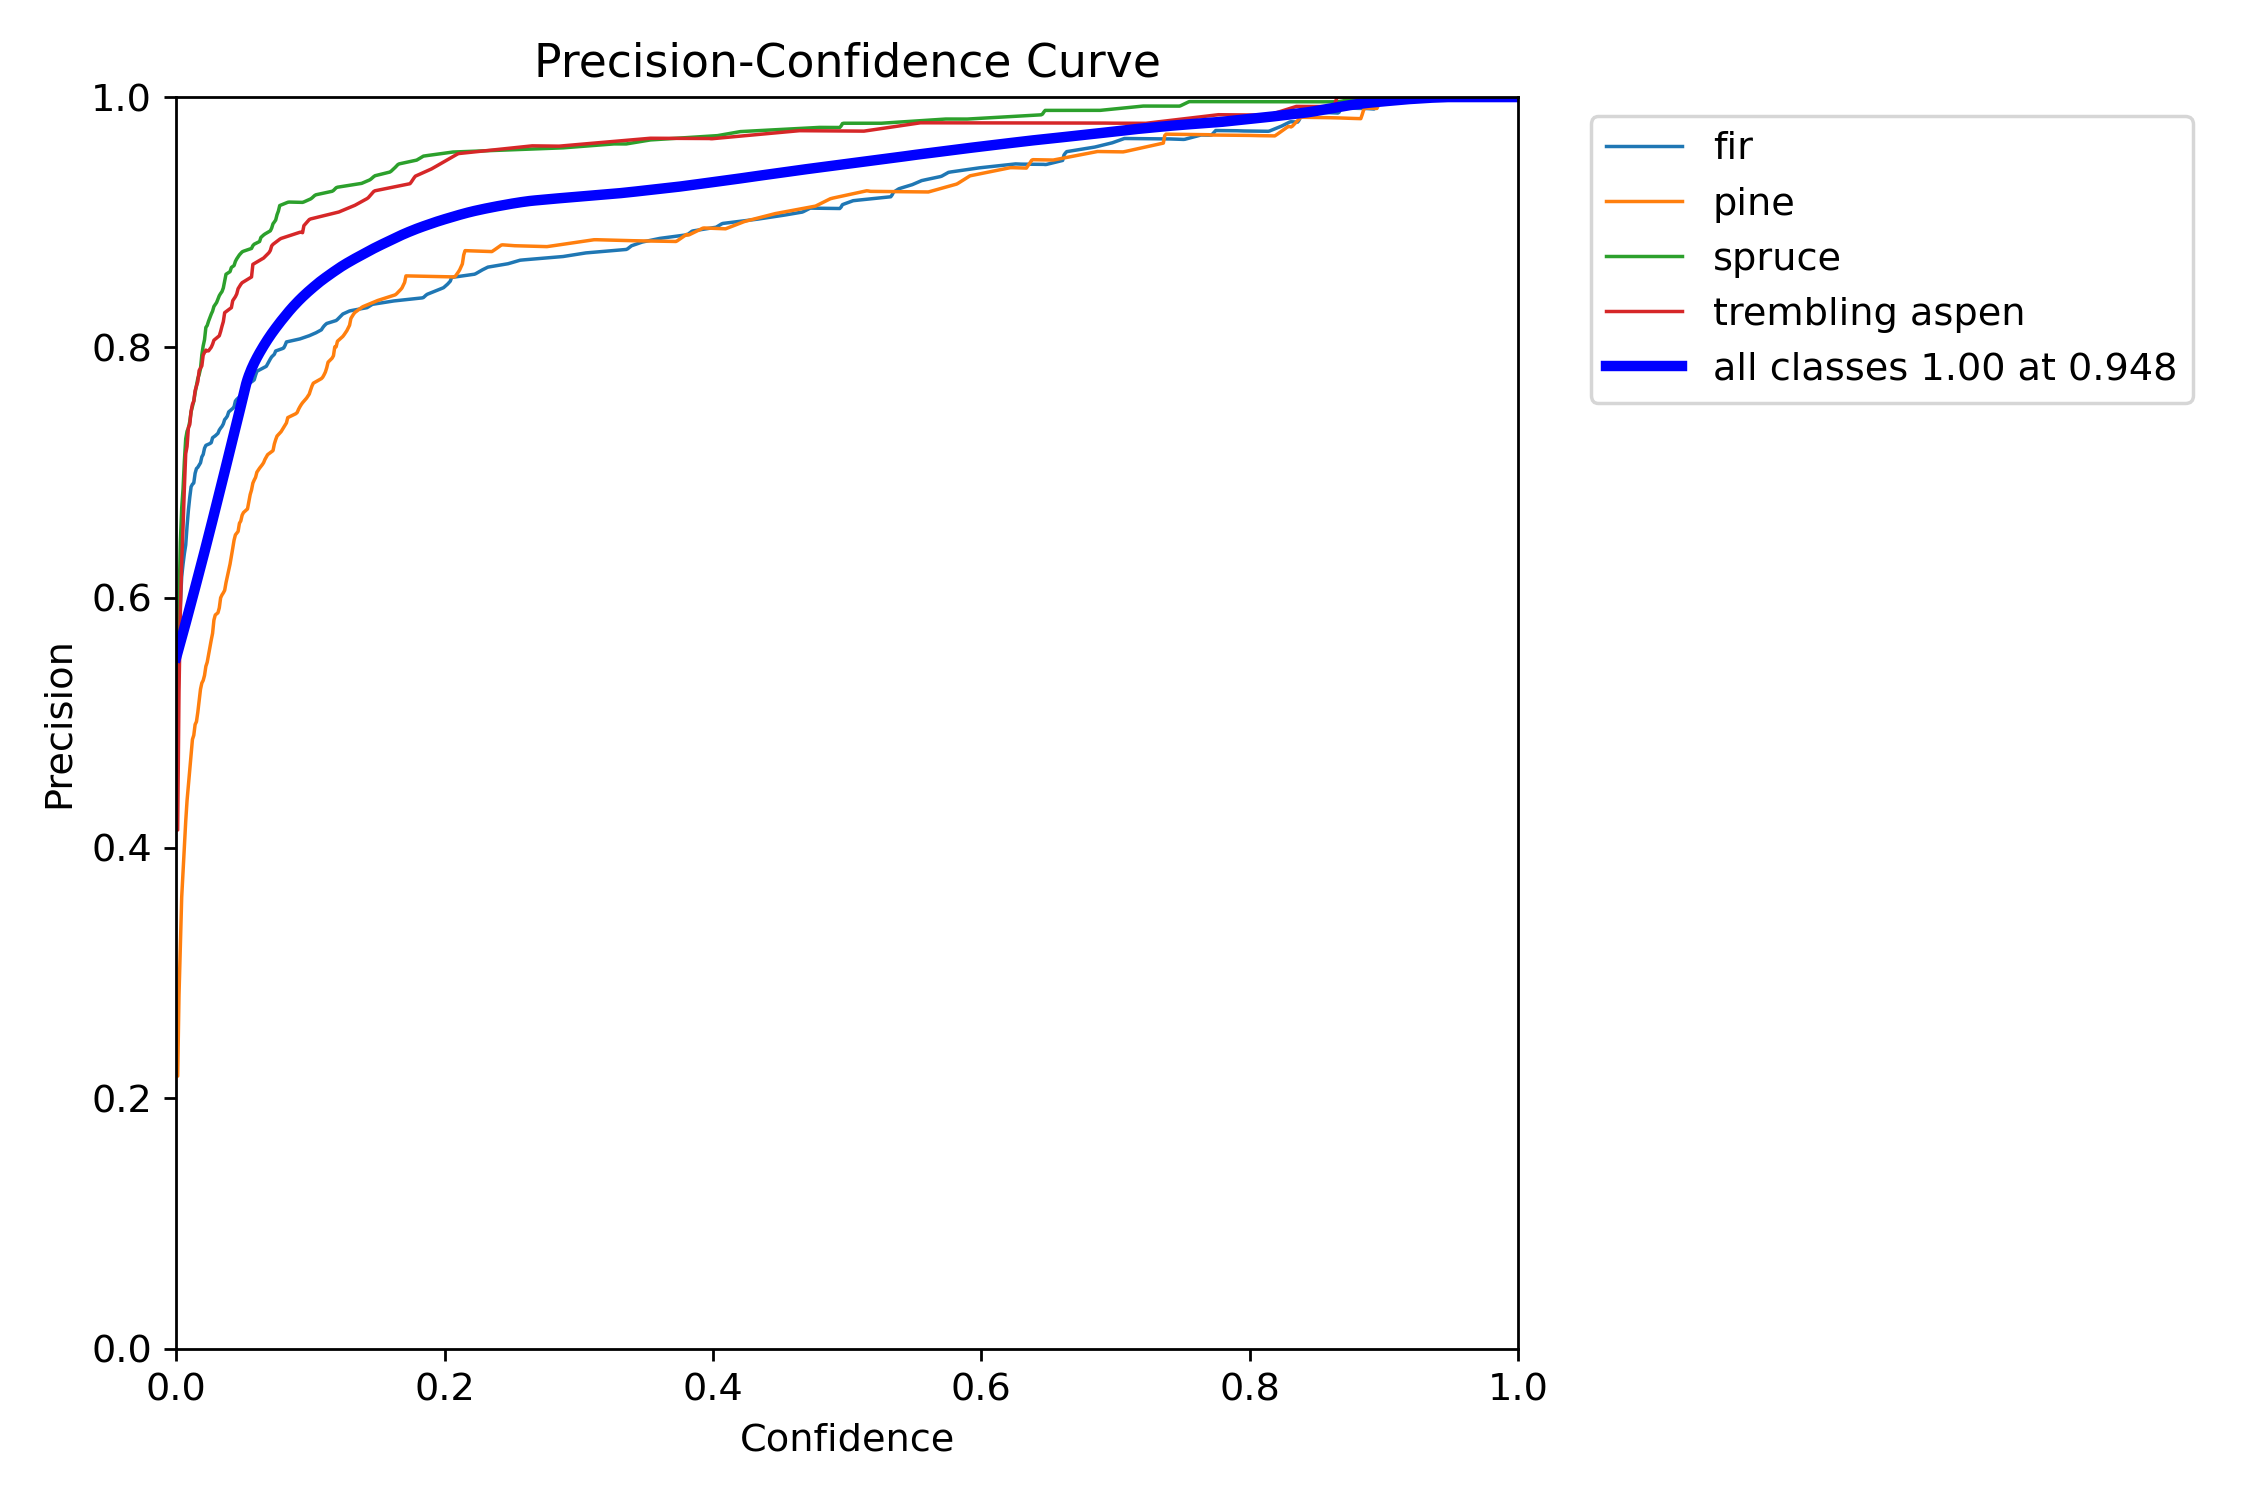 Precision-Confidence Curve
1.0
0.8
0.6
0.4
0.2
0.0
Precision
0.0 0.2 0.4 0.6 0.8 1.0
Confidence
fir
pine
spruce
trembling aspen
all classes 1.00 at 0.948